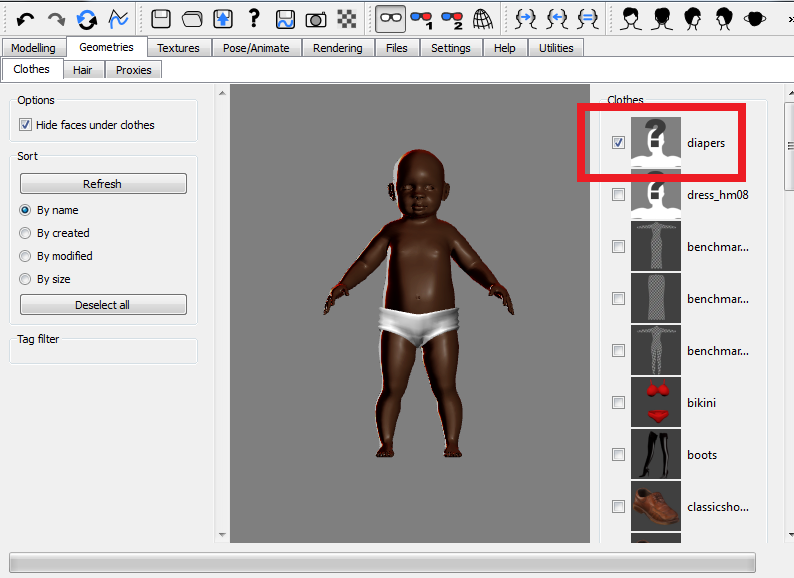 ?
1
2
»
Modelling
Geometries
Textures
Pose/Animate
Rendering
Files
Settings
Help
Utilities
Clothes
Hair
Proxies
Options
Hide faces under clothes
Sort
Refresh
By name
By created
By modified
By size
Deselect all
Tag filter
Clothes
?
diapers
?
dress_hm08
benchmar...
benchmar...
benchmar...
bikini
boots
classicsho...